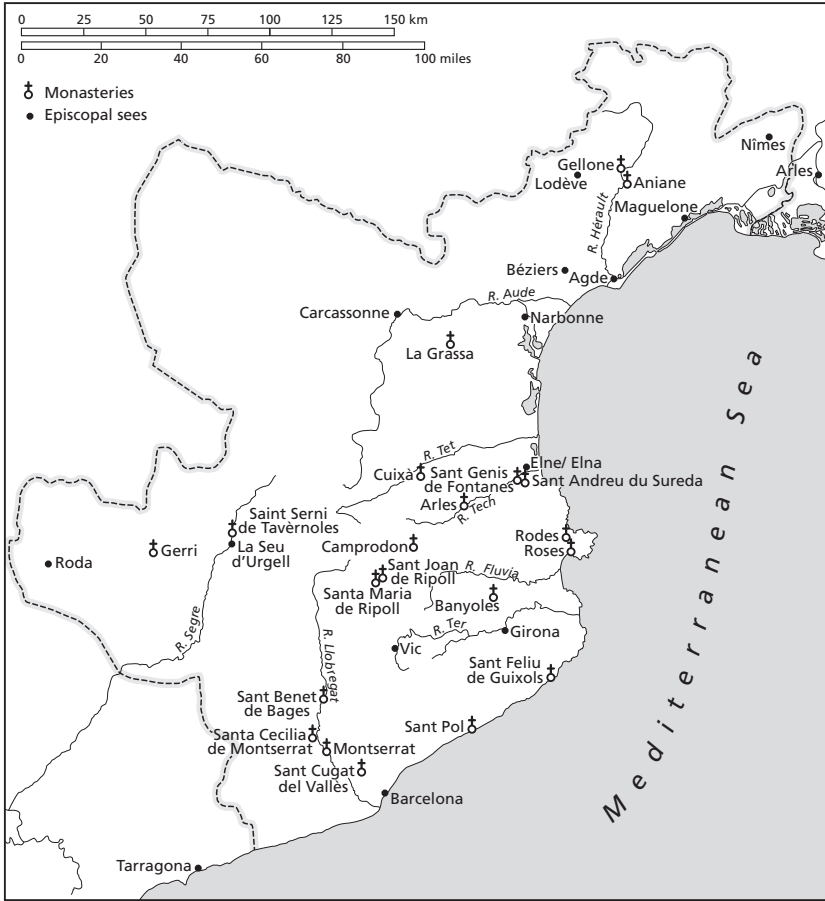 0 25 50 75 100 125 150 km
0 20 40 60 80 100 miles
Monasteries
Episcopal sees
Nîmes
Gellone
Lodève
Arles
Aniane
Maguelone
R. Hérault
Béziers
Agde
R. Aude
Carcassonne
Narbonne
La Grassa
Mediterranean Sea
R. Tet
Elne/ Elna
Cuixà
Sant Genis
de Fontanes
Sant Andreu du Sureda
Arles
R. Tech
Saint Serni
de Tavèrnoles
Gerri
La Seu
d'Urgell
Roda
Camprodon
Rodes
Roses
Sant Joan
de Ripóll
R. Fluvia
Santa Maria
de Ripoll
Banyoles
R. Segre
R. Llobregat
R. Ter
Girona
Vic
Sant Feliu
de Guixols
Sant Benet
de Bages
Santa Cecilia
de Montserrat
Montserrat
Sant Pol
Sant Cugat
del Vallès
Barcelona
Tarragona